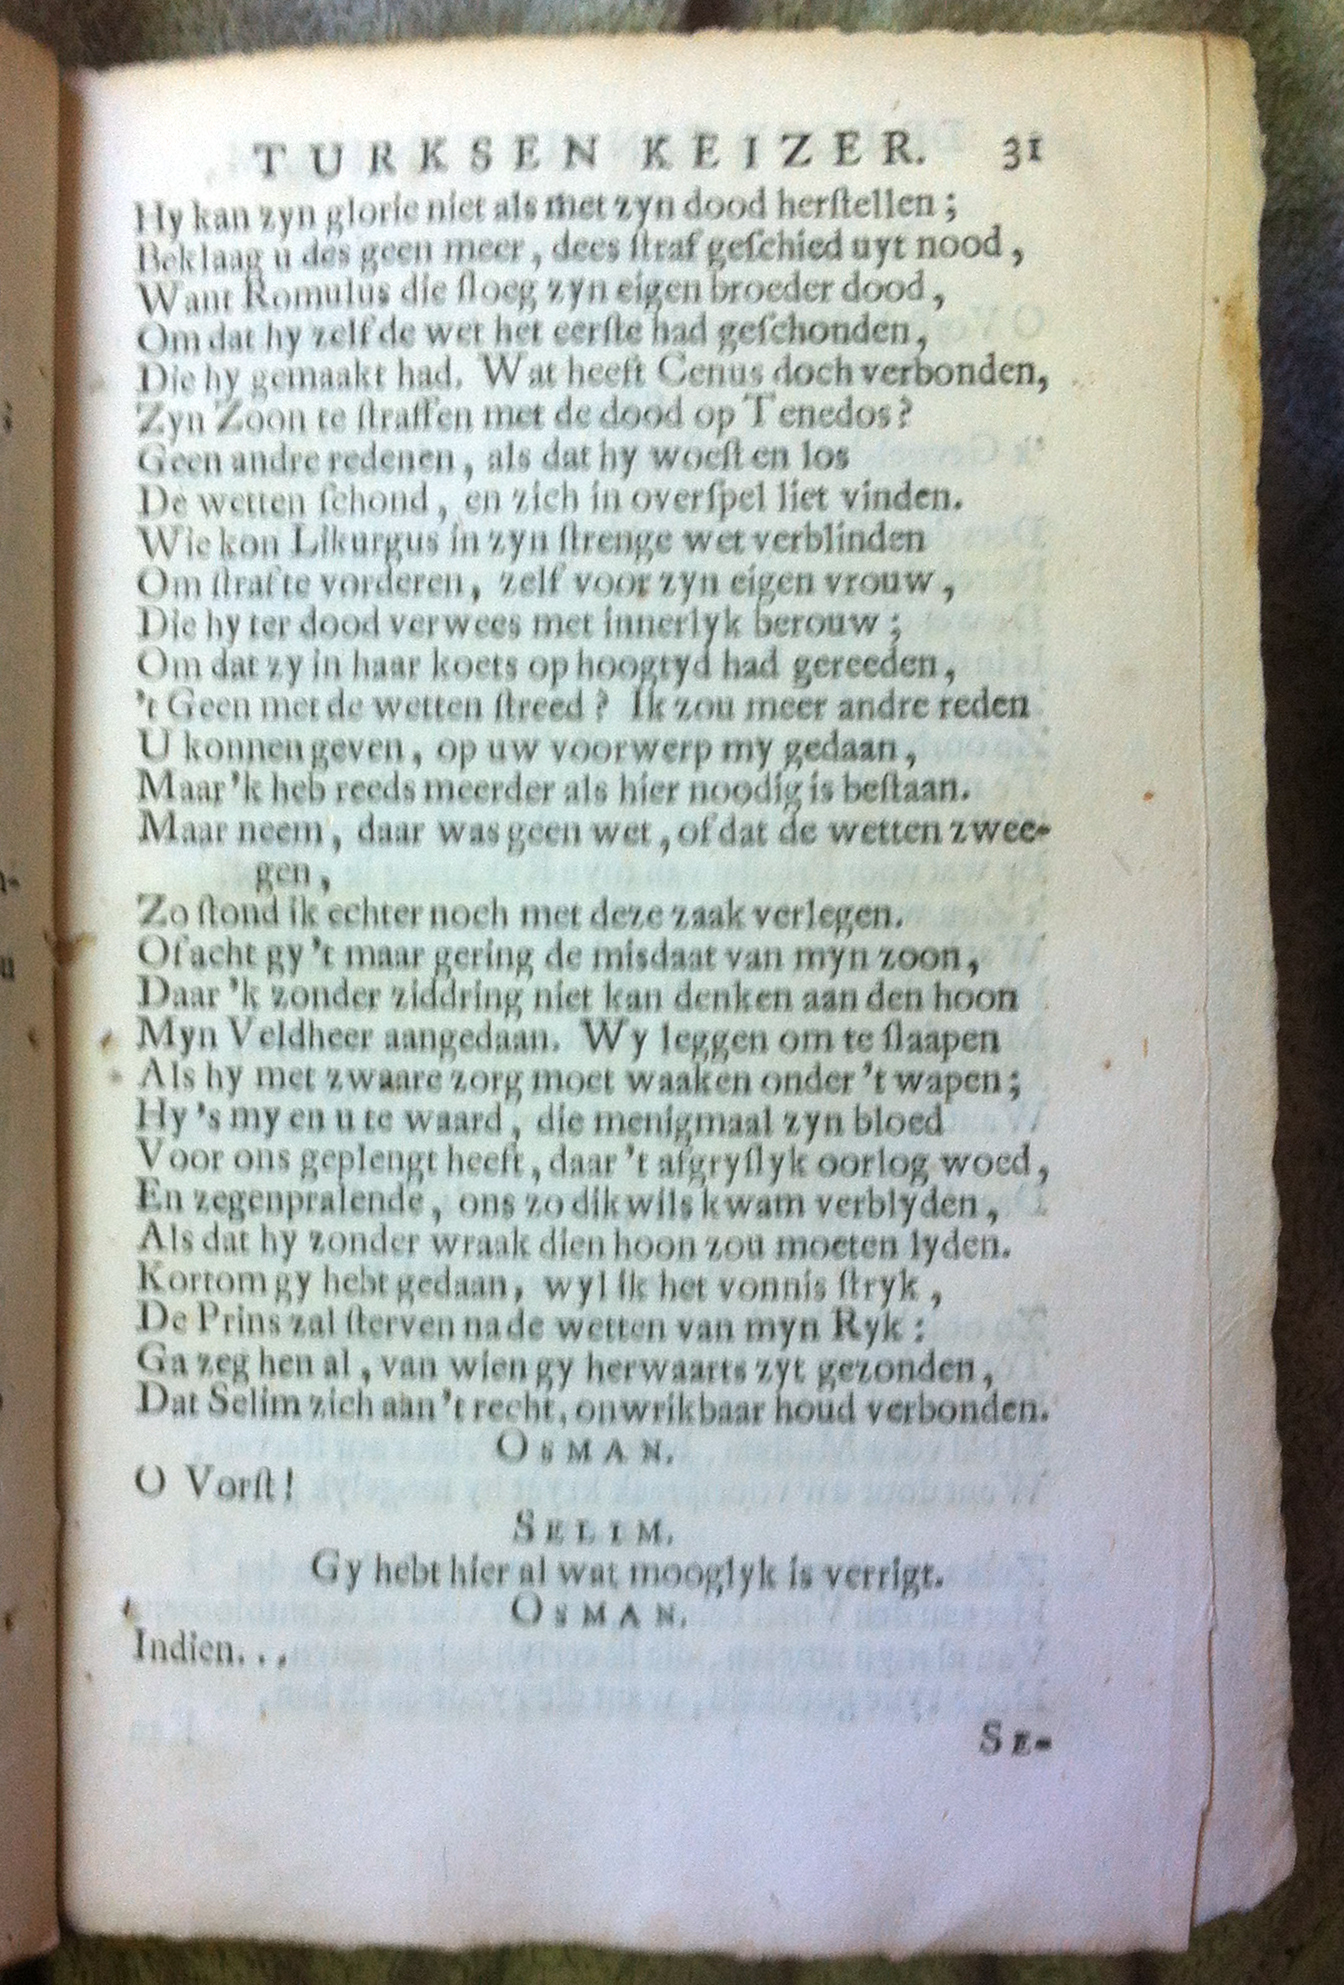 TURKSEN KEIZER. 31
Hy kan zyn glorie niet als met zyn dood herſtellen;
Beklaag u des geen meer, dees ſtraf geſchied uyt nood,
Want Romulus die ſloeg zyn eigen broeder dood,
Om dat hy zelf de wet het eerſte had geſchonden,
Die hy gemaakt had. Wat heeft Cenus doch verbonden,
Zyn Zoon te ſtraffen met de dood op Tenedos?
Geen andre redenen, als dat hy woeſt en los
De wetten ſchond, en zich in overſpel liet vinden.
Wie kon Likurgus in zyn ſtrenge wet verblinden
Om ſtraf te vorderen, zelf voor zyn eigen vrouw,
Die hy ter dood verwees met innerlyk berouw;
Om dat zy in haar koets op hoogtyd had gereeden,
't Geen met de wetten ſtreed? Ik zou meer andre reden
U konnen geven, op uw voorwerp my gedaan,
Maar 'k heb reeds meerder als hier noodig is beſtaan.
Maar neem, daar was geen wet, of dat de wetten zwee-
gen,
Zo ſtond ik echter noch met deze zaak verlegen.
Of acht gy 't maar gering de misdaat van myn zoon,
Daar 'k zonder ziddring niet kan denken aan den hoon
Myn Veldheer aangedaan. Wy leggen om te ſlaapen
Als hy met zwaare zorg moet waaken onder 't wapen;
Hy 's my en u te waard, die menigmaal zyn bloed
Voor ons geplengt heeft, daar 't afgryſlyk oorlog woed,
En zegenpralende, ons zo dikwils kwam verblyden,
Als dat hy zonder wraak dien hoon zou moeten lyden.
Kortom gy hebt gedaan, wyl ik het vonnis ſtryk,
De Prins zal ſterven na de wetten van myn Ryk:
Ga zeg hen al, van wien gy herwaarts zyt gezonden,
Dat Selim zich aan 't recht, onwrikbaar houd verbonden.
OSMAN.
O Vorſt!
SELIM.
Gy hebt hier al wat mooglyk is verrigt.
OSMAN.
Indien...
SE-